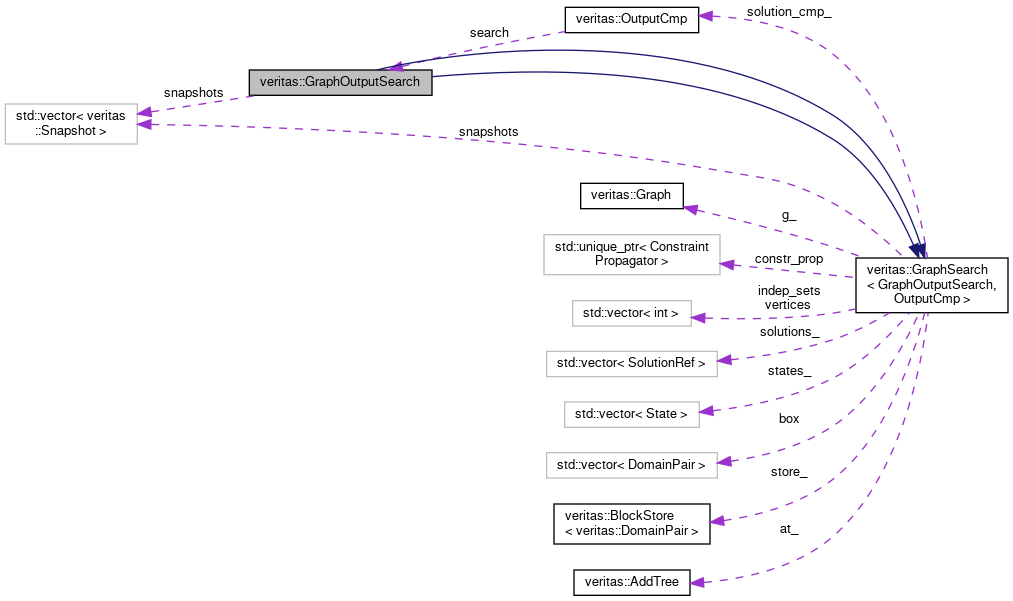 veritas::OutputCmp
solution_cmp_
search
veritas::GraphOutputSearch
snapshots
std::vector< veritas
::Snapshot >
snapshots
veritas::Graph
g_
std::unique_ptr< Constraint
Propagator >
constr_prop
veritas::GraphSearch
< GraphOutputSearch,
OutputCmp >
indep_sets
vertices
std::vector< int >
solutions_
std::vector< SolutionRef >
states_
std::vector< State >
box
std::vector< DomainPair >
store_
veritas::BlockStore
< veritas::DomainPair >
at_
veritas::AddTree